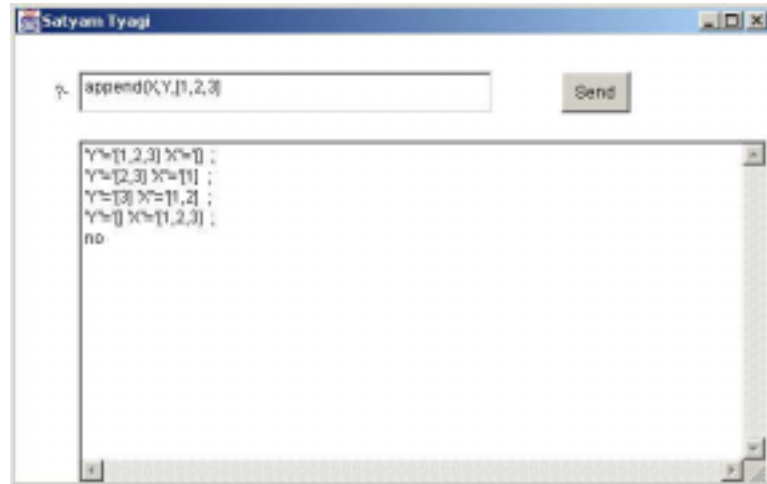 Satyam Tyagi
?- append(X,Y,[1,2,3]
Send
'Y'='[1,2,3] 'X'='[] ;
'Y'='[2,3] 'X'='[1] ;
'Y'='[3] 'X'='[1,2] ;
'Y'='[] 'X'='[1,2,3] ;
no